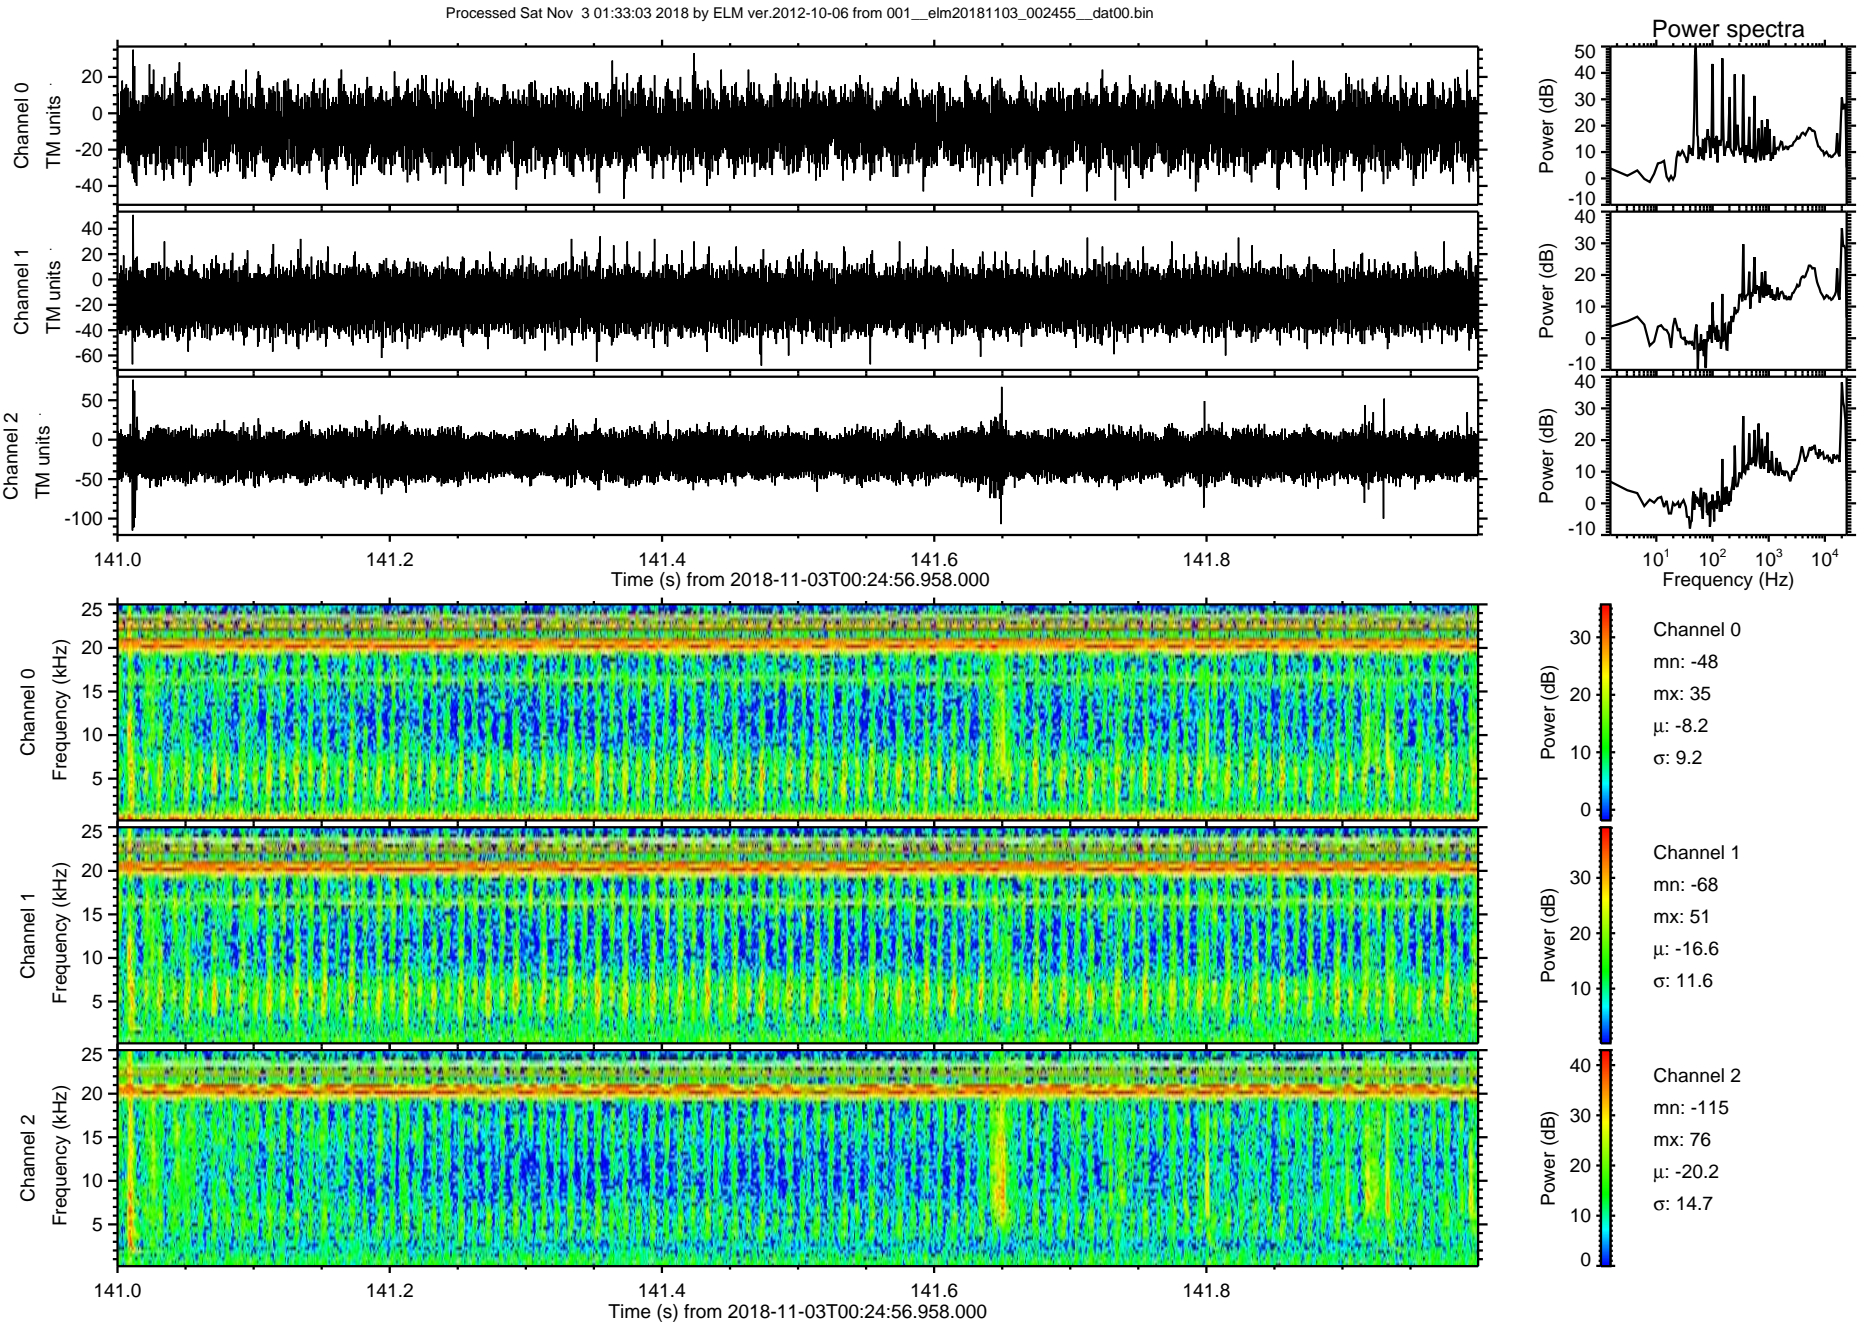 Processed Sat Nov  3 01:33:03 2018 by ELM ver.2012-10-06 from 001__elm20181103_002455__dat00.bin
Power spectra
Channel 0
TM units
20
0
-20
-40
Power (dB)
50
40
30
20
10
0
-10
Channel 1
TM units
40
20
0
-20
-40
-60
Power (dB)
40
30
20
10
0
-10
Channel 2
TM units
50
0
-50
-100
Power (dB)
40
30
20
10
0
-10
141.0 141.2 141.4 141.6 141.8
Time (s) from 2018-11-03T00:24:56.958.000
10^1 10^2 10^3 10^4
Frequency (Hz)
Channel 0
Frequency (kHz)
25
20
15
10
5
Power (dB)
30
20
10
0
Channel 0
mn: -48
mx: 35
μ: -8.2
σ: 9.2
Channel 1
Frequency (kHz)
25
20
15
10
5
Power (dB)
30
20
10
Channel 1
mn: -68
mx: 51
μ: -16.6
σ: 11.6
Channel 2
Frequency (kHz)
25
20
15
10
5
Power (dB)
40
30
20
10
0
Channel 2
mn: -115
mx: 76
μ: -20.2
σ: 14.7
141.0 141.2 141.4 141.6 141.8
Time (s) from 2018-11-03T00:24:56.958.000